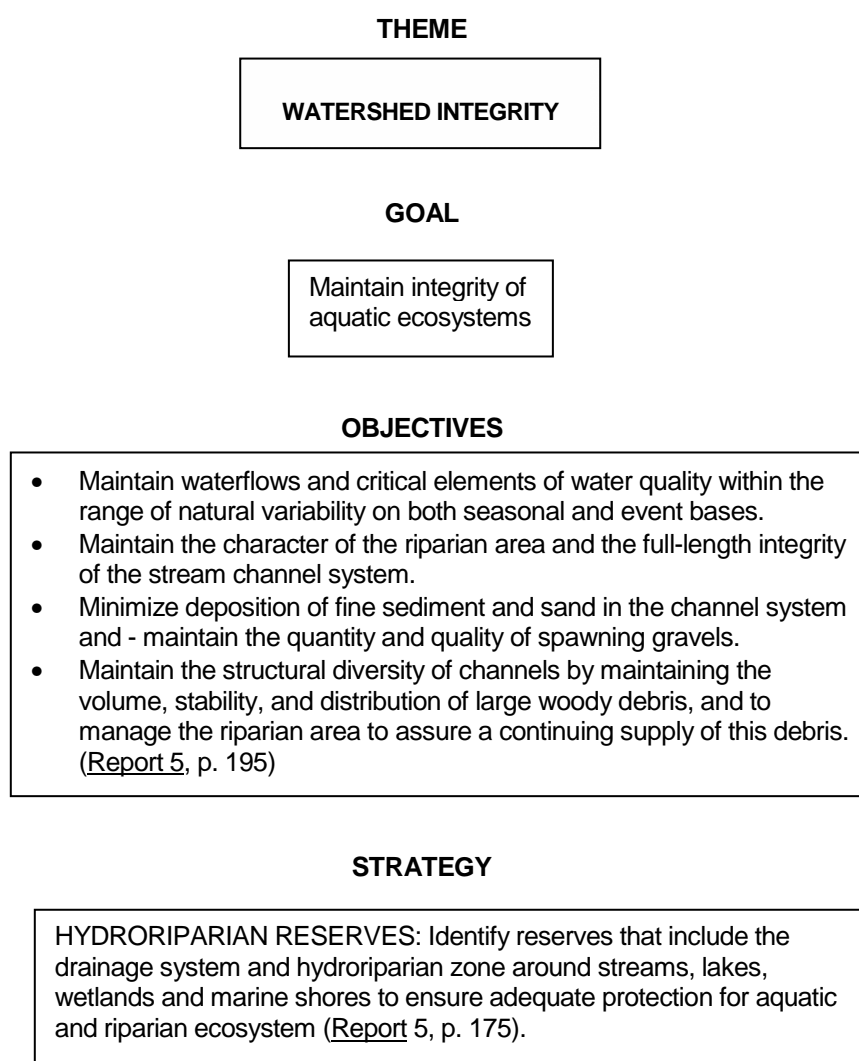 THEME
WATERSHED INTEGRITY
GOAL
Maintain integrity of
aquatic ecosystems
OBJECTIVES
• Maintain waterflows and critical elements of water quality within the
range of natural variability on both seasonal and event bases.
• Maintain the character of the riparian area and the full-length integrity
of the stream channel system.
• Minimize deposition of fine sediment and sand in the channel system
and - maintain the quantity and quality of spawning gravels.
• Maintain the structural diversity of channels by maintaining the
volume, stability, and distribution of large woody debris, and to
manage the riparian area to assure a continuing supply of this debris.
(Report 5, p. 195)
STRATEGY
HYDRORIPARIAN RESERVES: Identify reserves that include the
drainage system and hydroriparian zone around streams, lakes,
wetlands and marine shores to ensure adequate protection for aquatic
and riparian ecosystem (Report 5, p. 175).